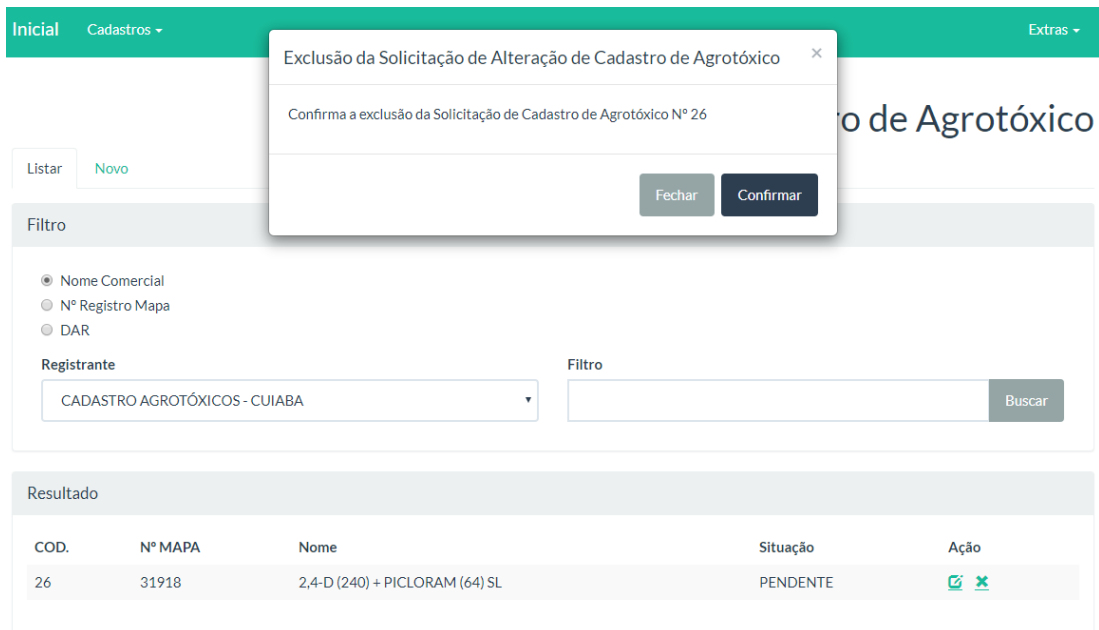 Inicial Cadastros Extras
Exclusão da Solicitação de Alteração de Cadastro de Agrotóxico ×
Confirma a exclusão da Solicitação de Cadastro de Agrotóxico Nº 26
Fechar Confirmar
o de Agrotóxico
Listar Novo
Filtro
Nome Comercial
Nº Registro Mapa
DAR
Registrante Filtro
CADASTRO AGROTÓXICOS - CUIABA Buscar
Resultado
COD. Nº MAPA Nome Situação Ação
26 31918 2,4-D (240) + PICLORAM (64) SL PENDENTE